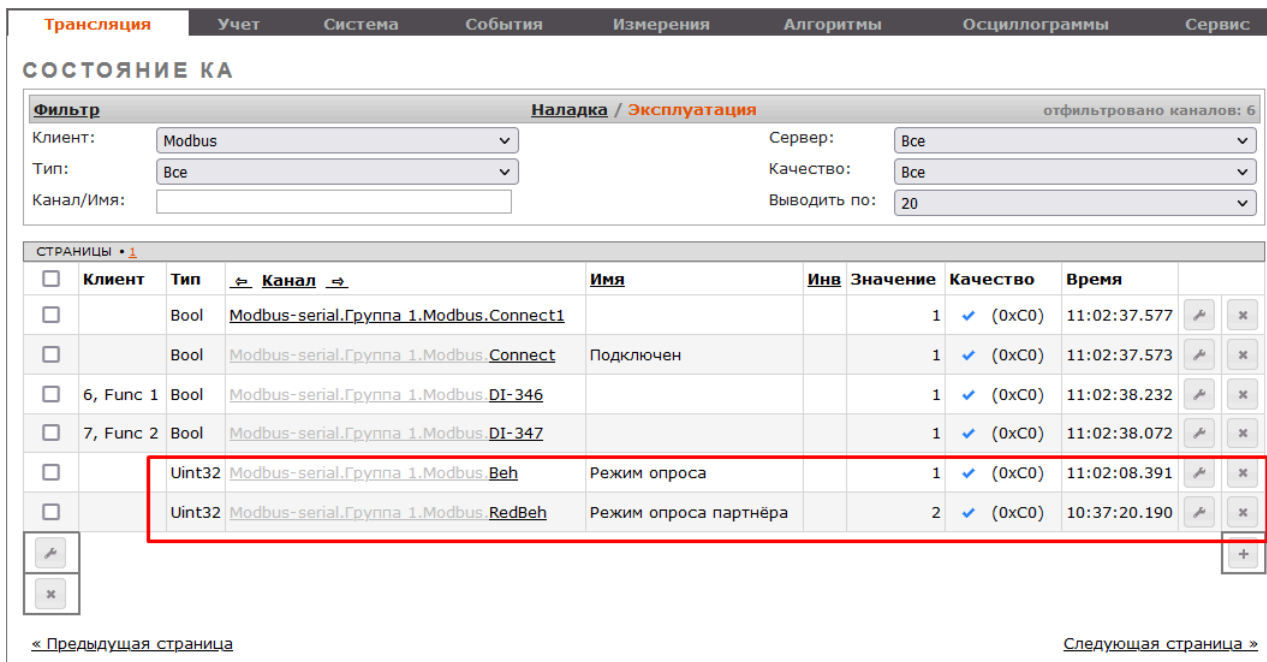 Трансляция Учет Система События Измерения Алгоритмы Осциллограммы Сервис
СОСТОЯНИЕ КА
Фильтр Наладка / Эксплуатация отфильтровано каналов: 6
Клиент: Modbus Сервер: Все
Тип: Все Качество: Все
Канал/Имя: Выводить по: 20
СТРАНИЦЫ • 1
Клиент Тип ⇦ Канал ⇨ Имя Инв Значение Качество Время
Bool Modbus-serial.Группа 1.Modbus.Connect1 1 ✔ (0xC0) 11:02:37.577
Bool Modbus-serial.Группа 1.Modbus.Connect Подключен 1 ✔ (0xC0) 11:02:37.573
6, Func 1 Bool Modbus-serial.Группа 1.Modbus.DI-346 1 ✔ (0xC0) 11:02:38.232
7, Func 2 Bool Modbus-serial.Группа 1.Modbus.DI-347 1 ✔ (0xC0) 11:02:38.072
Uint32 Modbus-serial.Группа 1.Modbus.Beh Режим опроса 1 ✔ (0xC0) 11:02:08.391
Uint32 Modbus-serial.Группа 1.Modbus.RedBeh Режим опроса партнёра 2 ✔ (0xC0) 10:37:20.190
« Предыдущая страница Следующая страница »